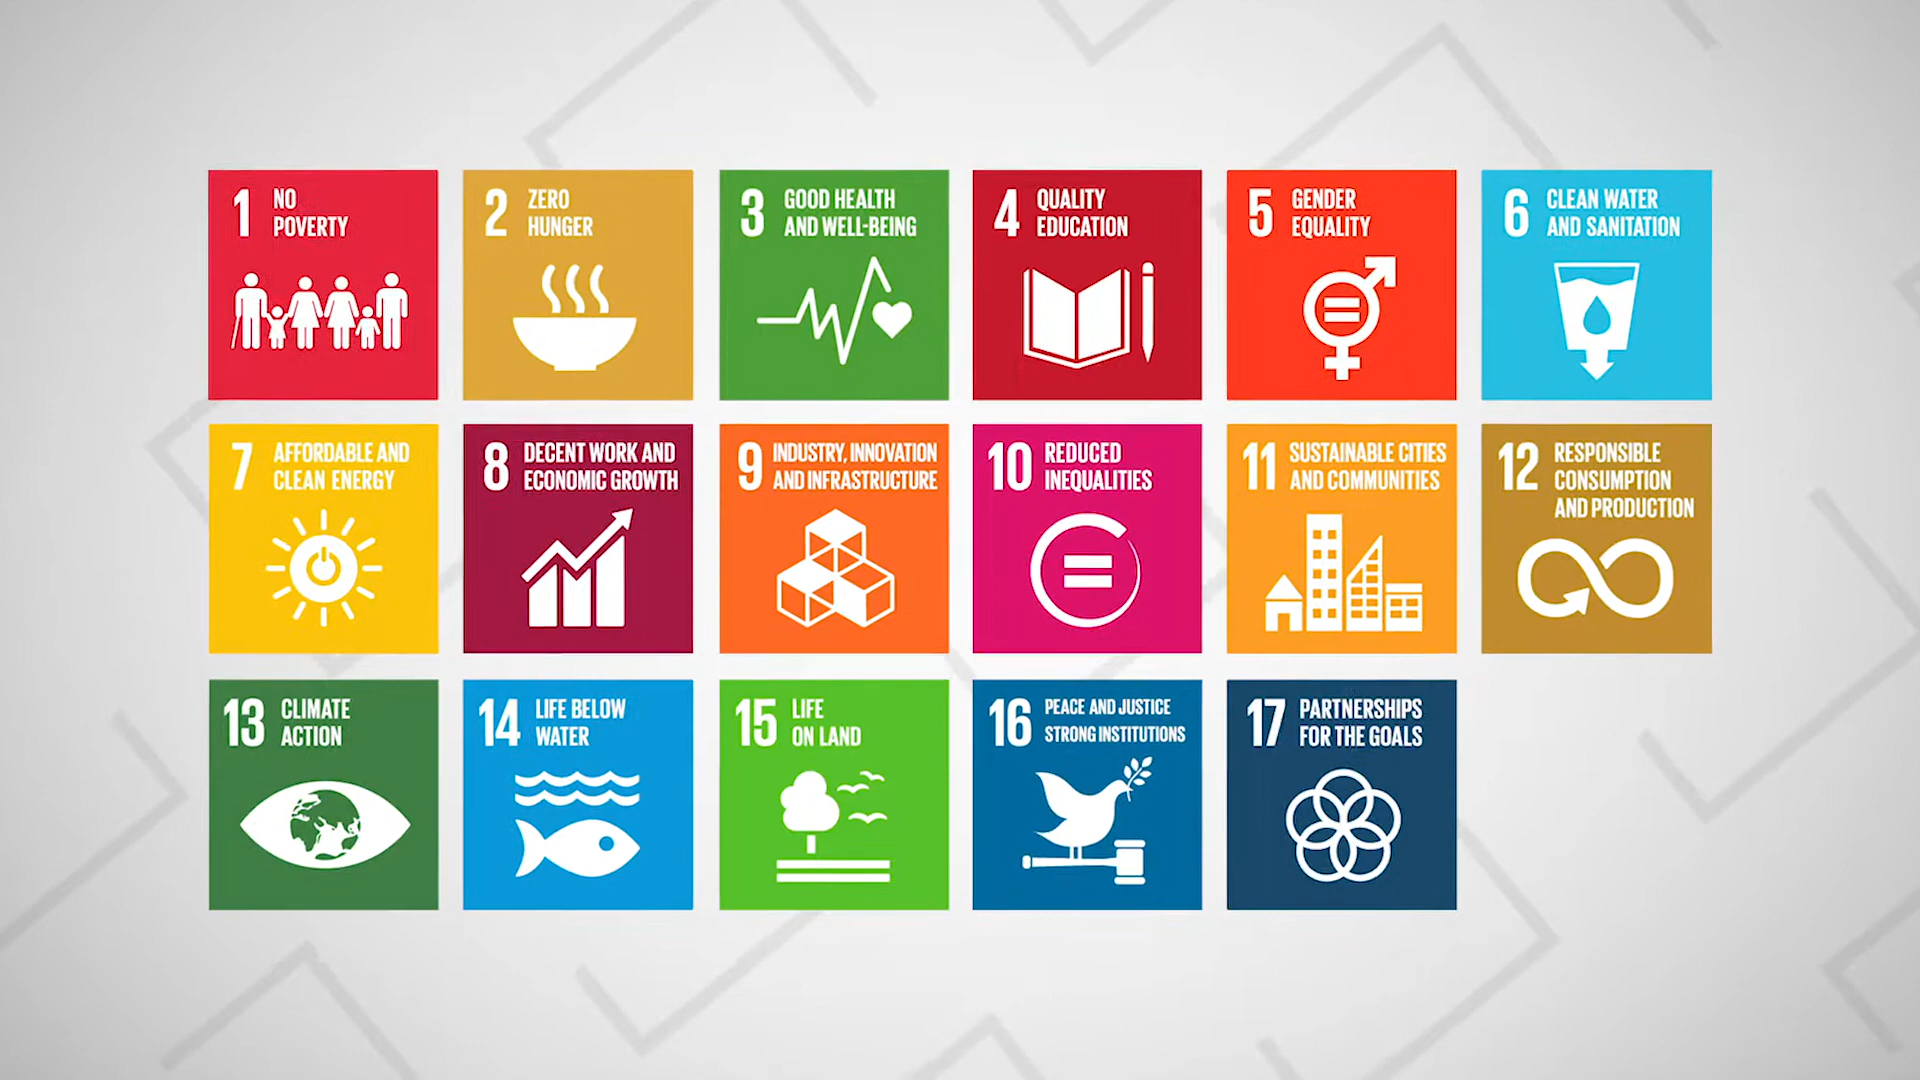 1 NO
POVERTY
2 ZERO
HUNGER
3 GOOD HEALTH
AND WELL-BEING
4 QUALITY
EDUCATION
5 GENDER
EQUALITY
6 CLEAN WATER
AND SANITATION
7 AFFORDABLE AND
CLEAN ENERGY
8 DECENT WORK AND
ECONOMIC GROWTH
9 INDUSTRY, INNOVATION
AND INFRASTRUCTURE
10 REDUCED
INEQUALITIES
11 SUSTAINABLE CITIES
AND COMMUNITIES
12 RESPONSIBLE
CONSUMPTION
AND PRODUCTION
13 CLIMATE
ACTION
14 LIFE BELOW
WATER
15 LIFE
ON LAND
16 PEACE AND JUSTICE
STRONG INSTITUTIONS
17 PARTNERSHIPS
FOR THE GOALS